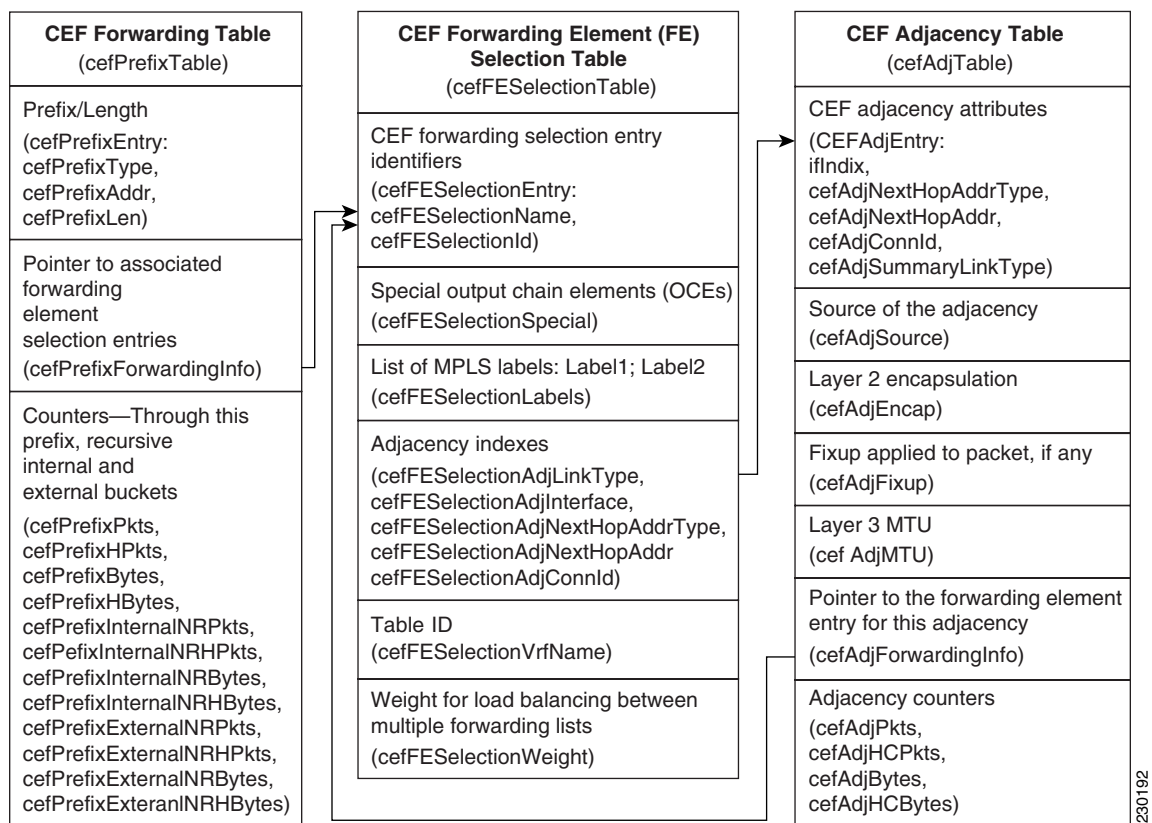 CEF Forwarding Table
(cefPrefixTable)
Prefix/Length
(cefPrefixEntry:
cefPrefixType,
cefPrefixAddr,
cefPrefixLen)
Pointer to associated
forwarding
element
selection entries
(cefPrefixForwardingInfo)
Counters—Through this
prefix, recursive
internal and
external buckets
(cefPrefixPkts,
cefPrefixHPkts,
cefPrefixBytes,
cefPrefixHBytes,
cefPrefixInternalNRPkts,
cefPefixInternalNRHPkts,
cefPrefixInternalNRBytes,
cefPrefixInternalNRHBytes,
cefPrefixExternalNRPkts,
cefPrefixExternalNRHPkts,
cefPrefixExternalNRBytes,
cefPrefixExteranlNRHBytes)
CEF Forwarding Element (FE)
Selection Table
(cefFESelectionTable)
CEF forwarding selection entry
identifiers
(cefFESelectionEntry:
cefFESelectionName,
cefFESelectionId)
Special output chain elements (OCEs)
(cefFESelectionSpecial)
List of MPLS labels: Label1; Label2
(cefFESelectionLabels)
Adjacency indexes
(cefFESelectionAdjLinkType,
cefFESelectionAdjInterface,
cefFESelectionAdjNextHopAddrType,
cefFESelectionAdjNextHopAddr
cefFESelectionAdjConnId)
Table ID
(cefFESelectionVrfName)
Weight for load balancing between
multiple forwarding lists
(cefFESelectionWeight)
CEF Adjacency Table
(cefAdjTable)
CEF adjacency attributes
(CEFAdjEntry:
ifIndix,
cefAdjNextHopAddrType,
cefAdjNextHopAddr,
cefAdjConnId,
cefAdjSummaryLinkType)
Source of the adjacency
(cefAdjSource)
Layer 2 encapsulation
(cefAdjEncap)
Fixup applied to packet, if any
(cefAdjFixup)
Layer 3 MTU
(cef AdjMTU)
Pointer to the forwarding element
entry for this adjacency
(cefAdjForwardingInfo)
Adjacency counters
(cefAdjPkts,
cefAdjHCPkts,
cefAdjBytes,
cefAdjHCBytes)
230192